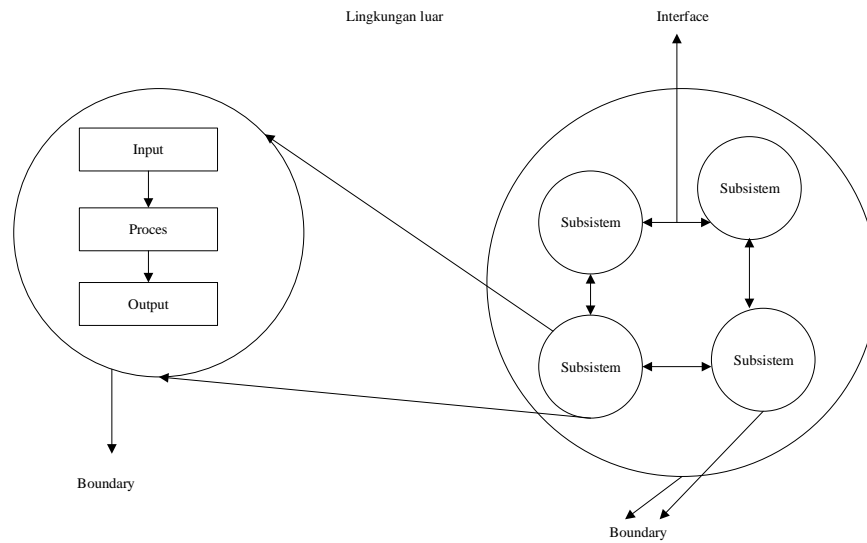 Lingkungan luar
Interface
Input
Proces
Output
Subsistem
Subsistem
Subsistem
Subsistem
Boundary
Boundary